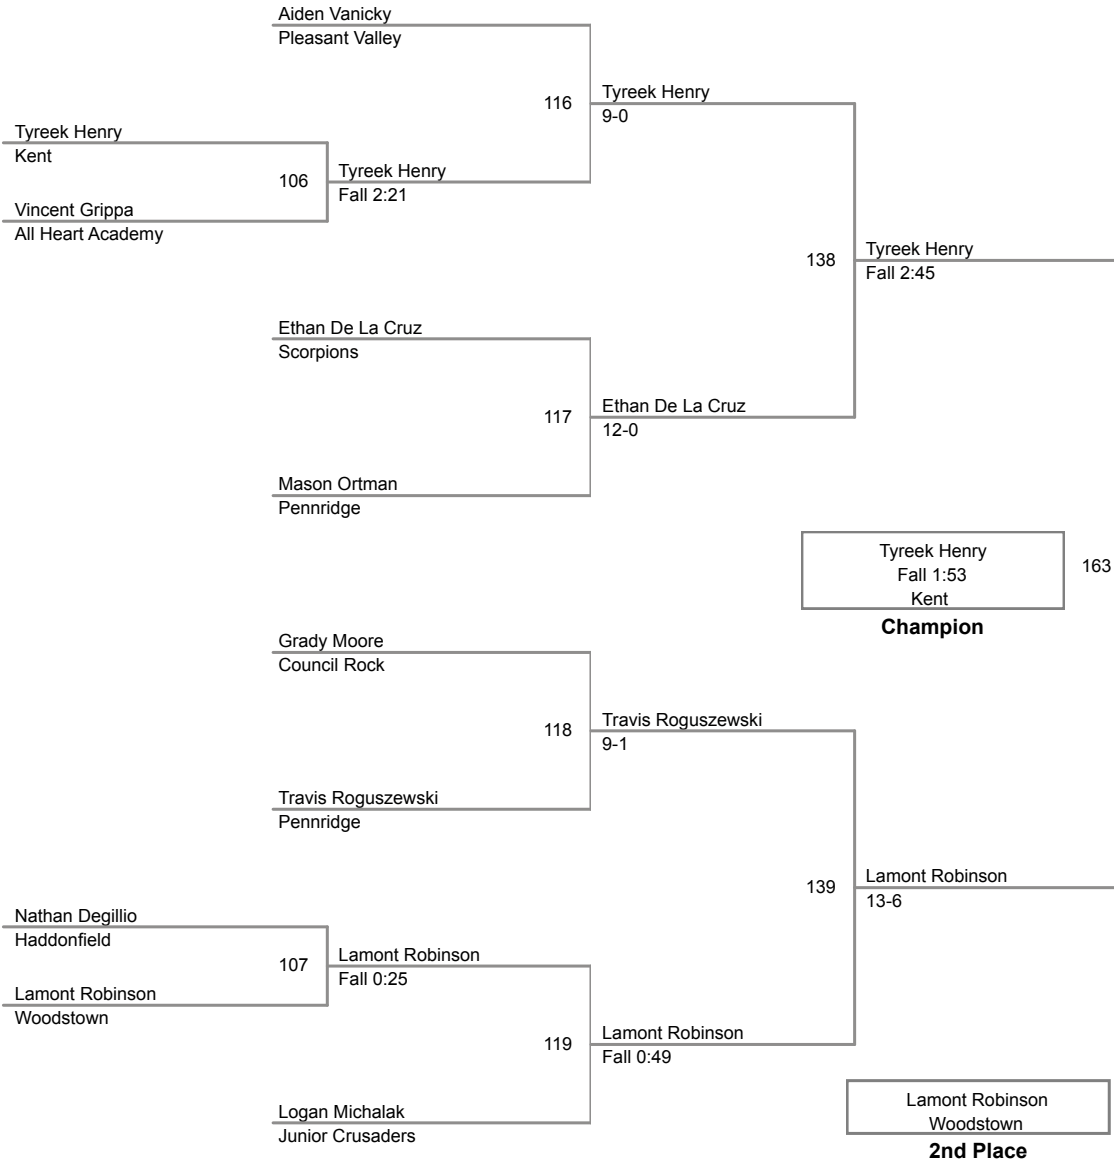 Aiden Vanicky
Pleasant Valley
116
Tyreek Henry
9-0
Tyreek Henry
Kent
106
Tyreek Henry
Fall 2:21
Vincent Grippa
All Heart Academy
138
Tyreek Henry
Fall 2:45
Ethan De La Cruz
Scorpions
117
Ethan De La Cruz
12-0
Mason Ortman
Pennridge
Tyreek Henry
Fall 1:53
Kent
163
Champion
Grady Moore
Council Rock
118
Travis Roguszewski
9-1
Travis Roguszewski
Pennridge
139
Lamont Robinson
13-6
Nathan Degillio
Haddonfield
107
Lamont Robinson
Fall 0:25
Lamont Robinson
Woodstown
119
Lamont Robinson
Fall 0:49
Logan Michalak
Junior Crusaders
Lamont Robinson
Woodstown
2nd Place